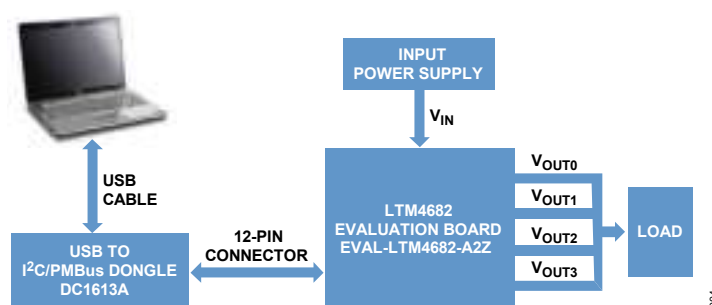 INPUT
POWER SUPPLY
VIN
USB
CABLE
LTM4682
EVALUATION BOARD
EVAL-LTM4682-A2Z
VOUT0
VOUT1
VOUT2
VOUT3
LOAD
12-PIN
CONNECTOR
USB TO
I2C/PMBus DONGLE
DC1613A